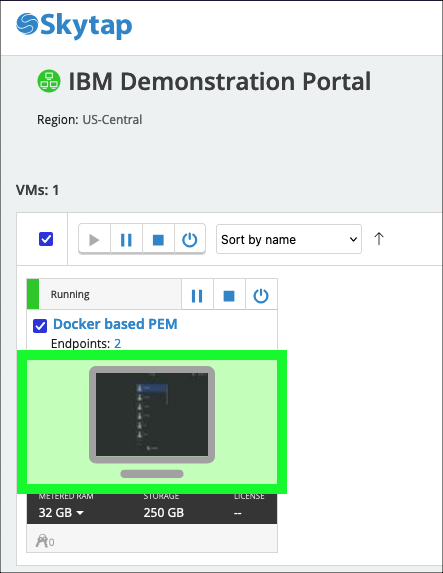 Skytap
IBM Demonstration Portal
Region: US-Central
VMs: 1
Sort by name
Running
Docker based PEM
Endpoints: 2
METERED RAM STORAGE LICENSE
32 GB 250 GB --
0